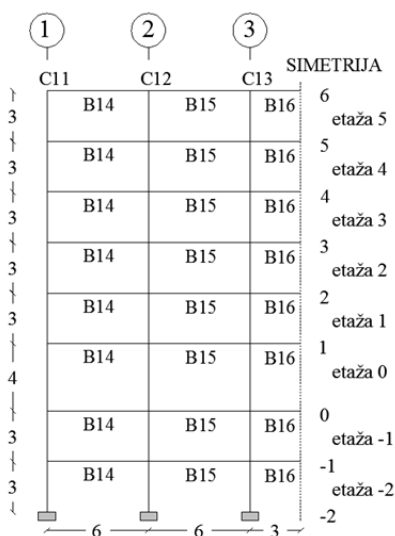 1 2 3
SIMETRIJA
C11 C12 C13
B14 B15 B16 6
3 etaža 5
5
B14 B15 B16
3 etaža 4
4
B14 B15 B16
3 etaža 3
3
B14 B15 B16
3 etaža 2
2
B14 B15 B16
3 etaža 1
1
B14 B15 B16
4 etaža 0
0
B14 B15 B16
3 etaža -1
-1
B14 B15 B16
3 etaža -2
-2
6 6 3